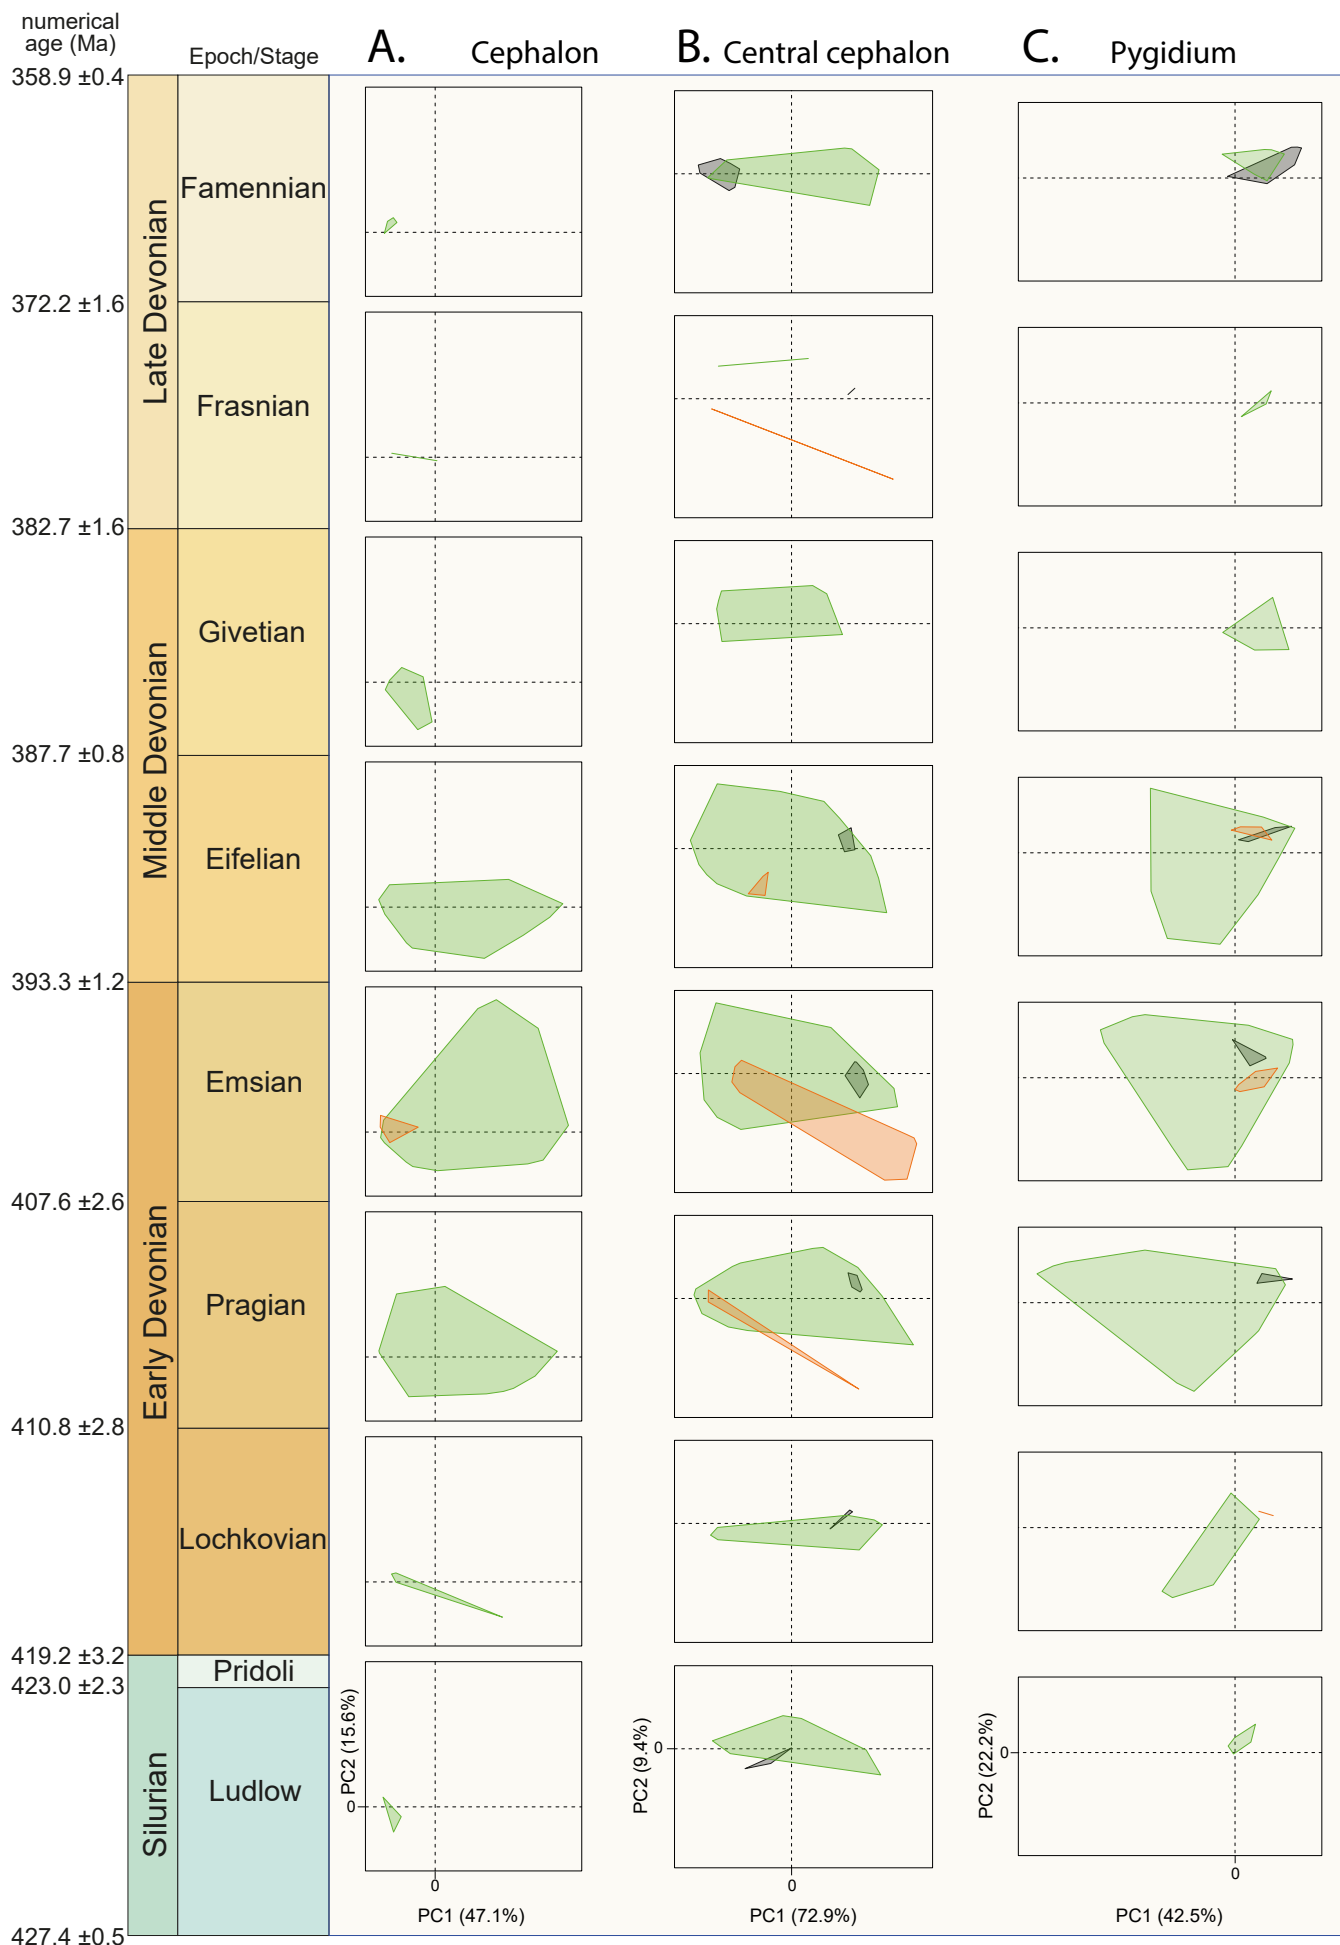 numerical
age (Ma)
Epoch/Stage
A. Cephalon
B. Central cephalon
C. Pygidium
358.9 ±0.4
Late Devonian
Famennian
372.2 ±1.6
Frasnian
382.7 ±1.6
Middle Devonian
Givetian
387.7 ±0.8
Eifelian
393.3 ±1.2
Early Devonian
Emsian
407.6 ±2.6
Pragian
410.8 ±2.8
Lochkovian
419.2 ±3.2
Silurian
Pridoli
423.0 ±2.3
Ludlow
427.4 ±0.5
PC2 (15.6%)
0
0
PC1 (47.1%)
PC2 (9.4%)
0
0
PC1 (72.9%)
PC2 (22.2%)
0
0
PC1 (42.5%)